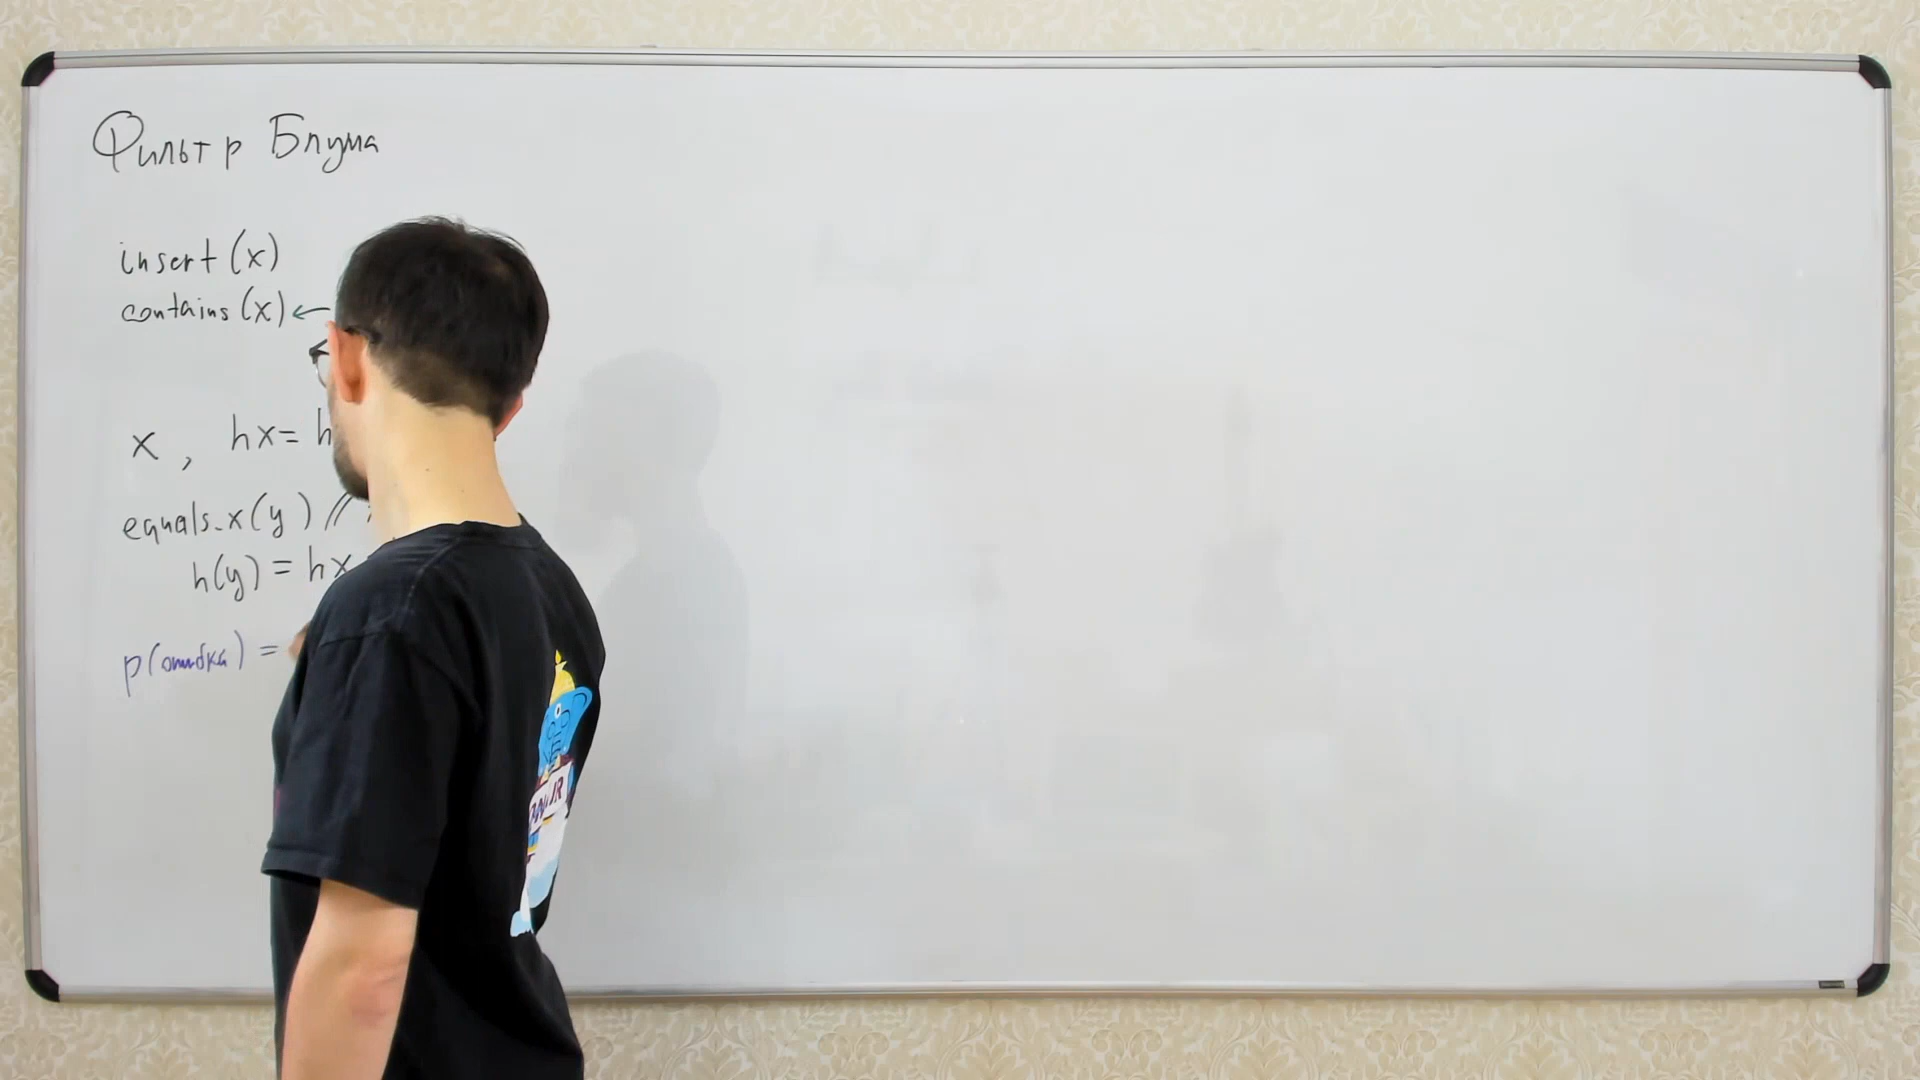 Фильтр Блума
insert (x)
contains (x) ←
x , hx = h
equals_x(y) //
h(y) = hx
p(ошибка) =